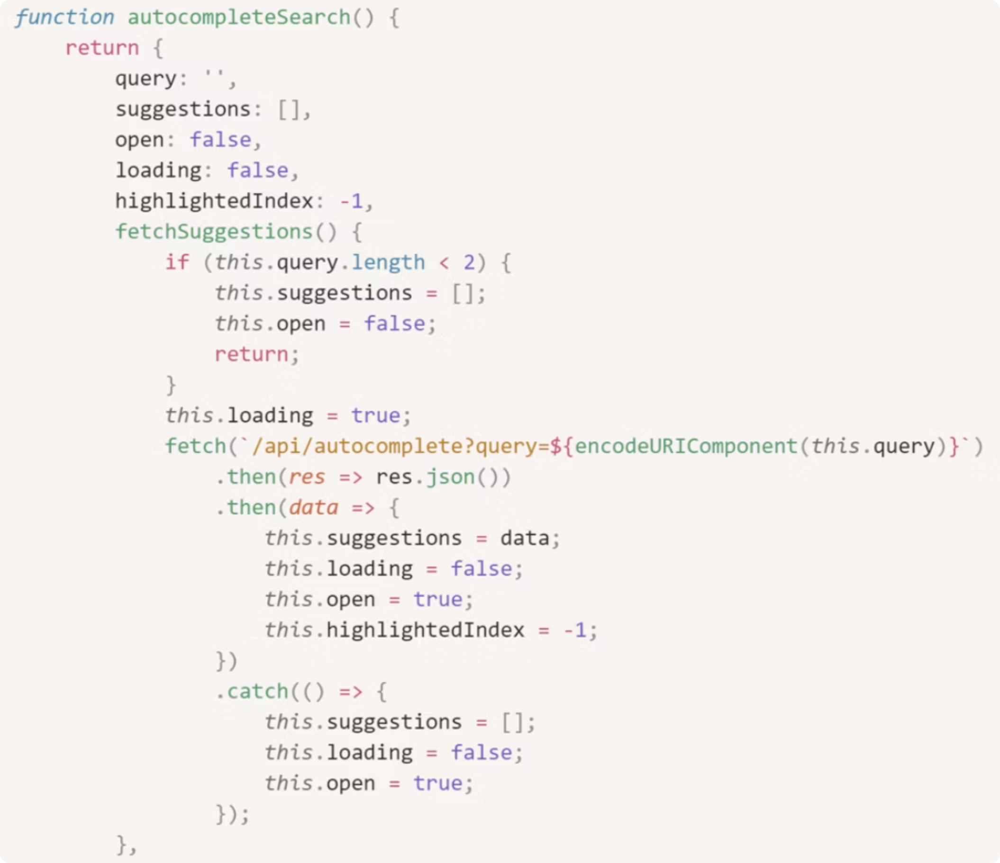 function autocompleteSearch() {
    return {
        query: '',
        suggestions: [],
        open: false,
        loading: false,
        highlightedIndex: -1,
        fetchSuggestions() {
            if (this.query.length < 2) {
                this.suggestions = [];
                this.open = false;
                return;
            }
            this.loading = true;
            fetch(`/api/autocomplete?query=${encodeURIComponent(this.query)}`)
                .then(res => res.json())
                .then(data => {
                    this.suggestions = data;
                    this.loading = false;
                    this.open = true;
                    this.highlightedIndex = -1;
                })
                .catch(() => {
                    this.suggestions = [];
                    this.loading = false;
                    this.open = true;
                });
        },